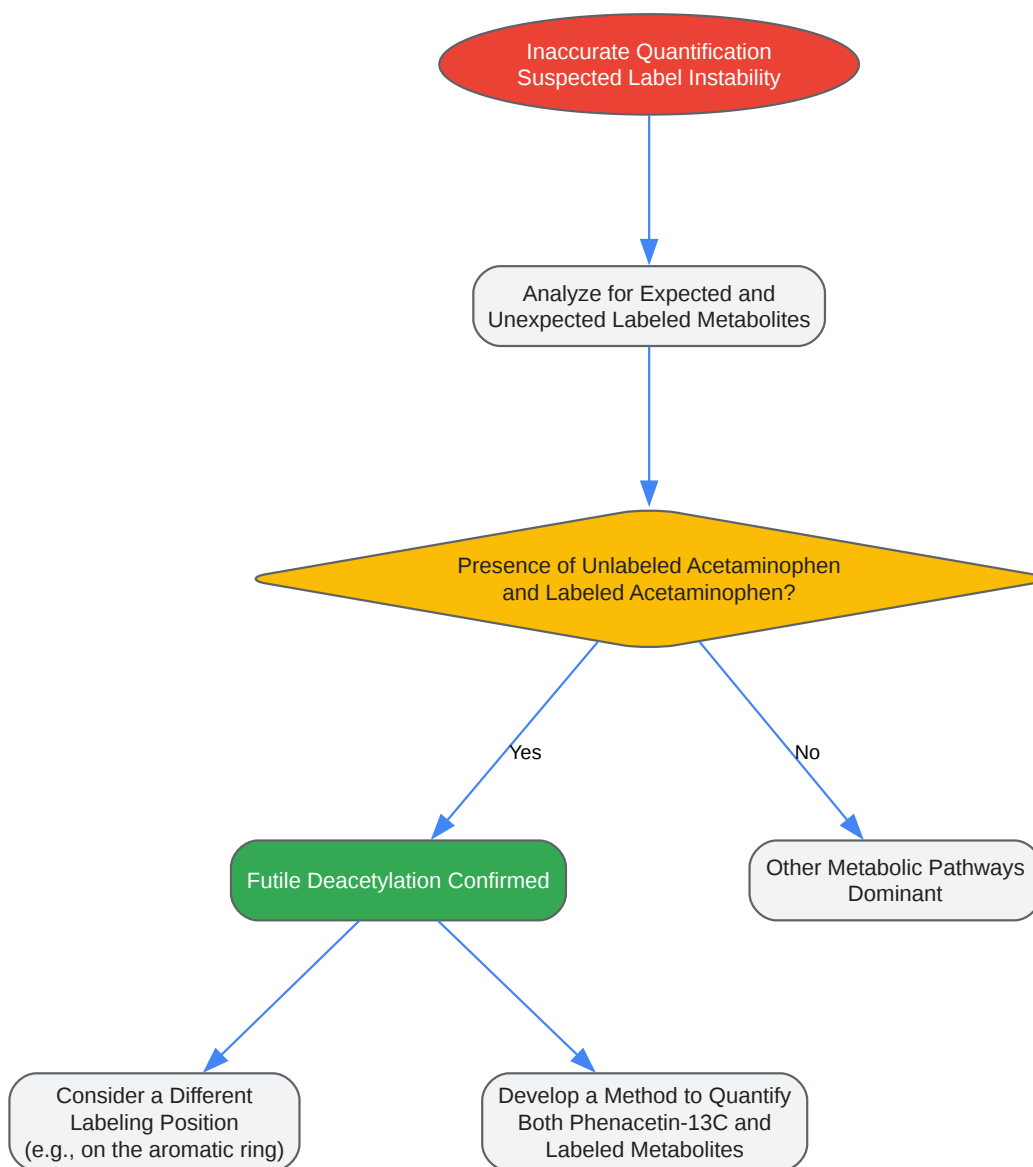 Inaccurate Quantification
Suspected Label Instability
Analyze for Expected and
Unexpected Labeled Metabolites
Presence of Unlabeled Acetaminophen
and Labeled Acetaminophen?
Yes
No
Futile Deacetylation Confirmed
Other Metabolic Pathways
Dominant
Consider a Different
Labeling Position
(e.g., on the aromatic ring)
Develop a Method to Quantify
Both Phenacetin-13C and
Labeled Metabolites